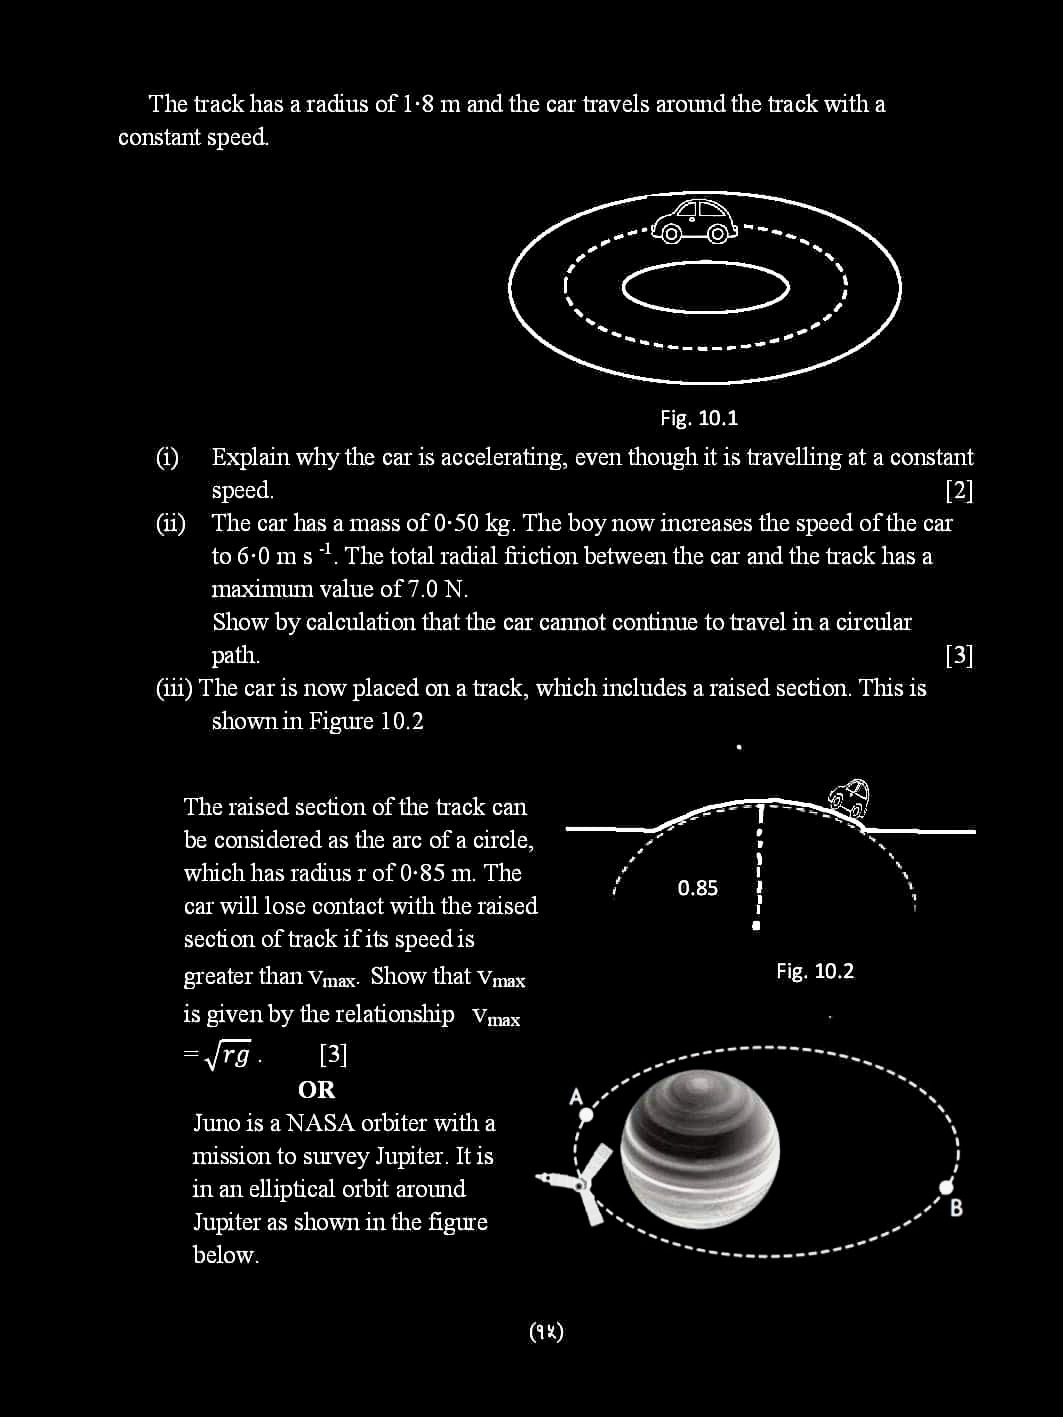 The track has a radius of 1·8 m and the car travels around the track with a
constant speed.
Fig. 10.1
(i) Explain why the car is accelerating, even though it is travelling at a constant
speed. [2]
(ii) The car has a mass of 0·50 kg. The boy now increases the speed of the car
to 6·0 m s -1. The total radial friction between the car and the track has a
maximum value of 7.0 N.
Show by calculation that the car cannot continue to travel in a circular
path. [3]
(iii) The car is now placed on a track, which includes a raised section. This is
shown in Figure 10.2
The raised section of the track can
be considered as the arc of a circle,
which has radius r of 0·85 m. The
car will lose contact with the raised
section of track if its speed is
greater than vmax. Show that vmax
is given by the relationship vmax
= √rg . [3]
0.85
Fig. 10.2
OR
Juno is a NASA orbiter with a
mission to survey Jupiter. It is
in an elliptical orbit around
Jupiter as shown in the figure
below.
A
B
(१५)